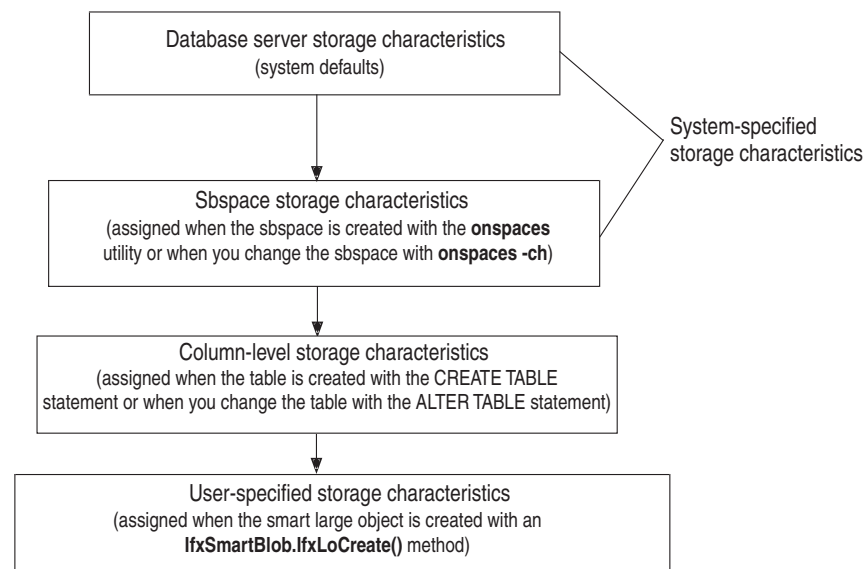 Database server storage characteristics
(system defaults)
System-specified
storage characteristics
Sbspace storage characteristics
(assigned when the sbspace is created with the onspaces
utility or when you change the sbspace with onspaces -ch)
Column-level storage characteristics
(assigned when the table is created with the CREATE TABLE
statement or when you change the table with the ALTER TABLE statement)
User-specified storage characteristics
(assigned when the smart large object is created with an
IfxSmartBlob.IfxLoCreate() method)